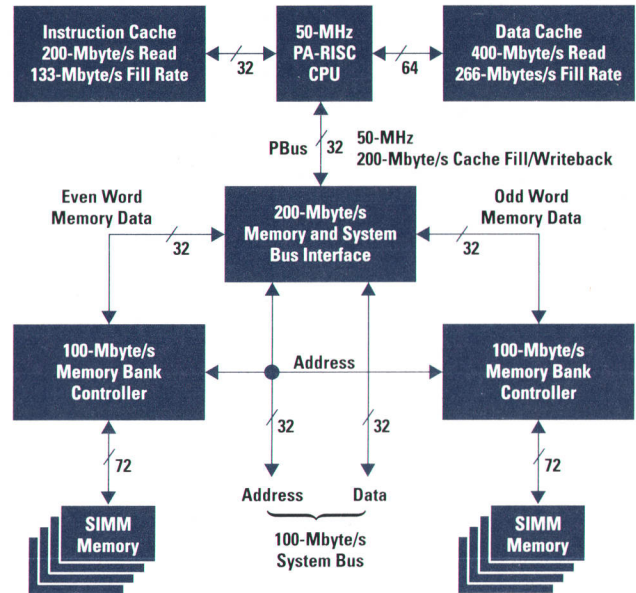 Instruction Cache
200-Mbyte/s Read
133-Mbyte/s Fill Rate
32
50-MHz
PA-RISC
CPU
64
Data Cache
400-Mbyte/s Read
266-Mbytes/s Fill Rate
PBus
32
50-MHz
200-Mbyte/s Cache Fill/Writeback
Even Word
Memory Data
32
200-Mbyte/s
Memory and System
Bus Interface
Odd Word
Memory Data
32
100-Mbyte/s
Memory Bank
Controller
Address
100-Mbyte/s
Memory Bank
Controller
32
32
72
72
Address
Data
SIMM
Memory
100-Mbyte/s
System Bus
SIMM
Memory